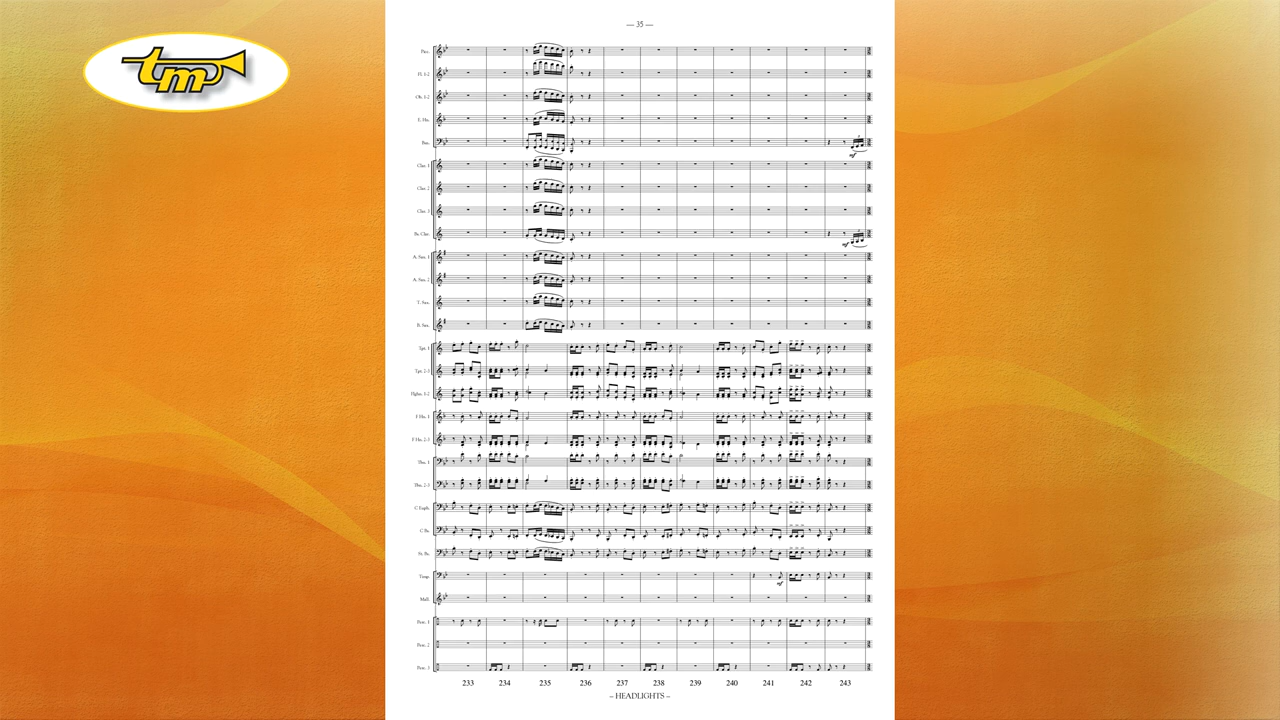 — 35 —
tm
Picc.
Fl. 1-2
Ob. 1-2
E. Hn.
Bsn.
mf
Clar. 1
Clar. 2
Clar. 3
Bs. Clar.
mf
A. Sax. 1
A. Sax. 2
T. Sax.
B. Sax.
Tpt. 1
Tpt. 2-3
Flghn. 1-2
F Hn. 1
F Hn. 2-3
Tbn. 1
Tbn. 2-3
C Euph.
C Bs.
St. Bs.
Timp.
mf
Mall.
Perc. 1
Perc. 2
Perc. 3
233 234 235 236 237 238 239 240 241 242 243
– HEADLIGHTS –